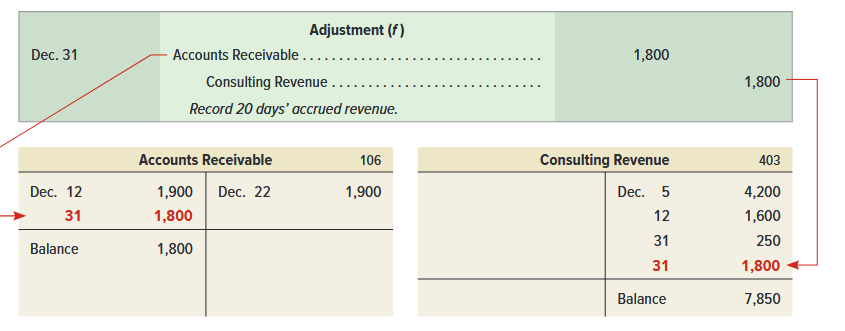 Adjustment (f)
Dec. 31 Accounts Receivable . . . . . . . . . . . . . . . . . . . . . . . . . . . . . . . 1,800
Consulting Revenue . . . . . . . . . . . . . . . . . . . . . . . . . . . 1,800
Record 20 days’ accrued revenue.
Accounts Receivable 106
Dec. 12 1,900 Dec. 22 1,900
31 1,800
Balance 1,800
Consulting Revenue 403
Dec. 5 4,200
12 1,600
31 250
31 1,800
Balance 7,850